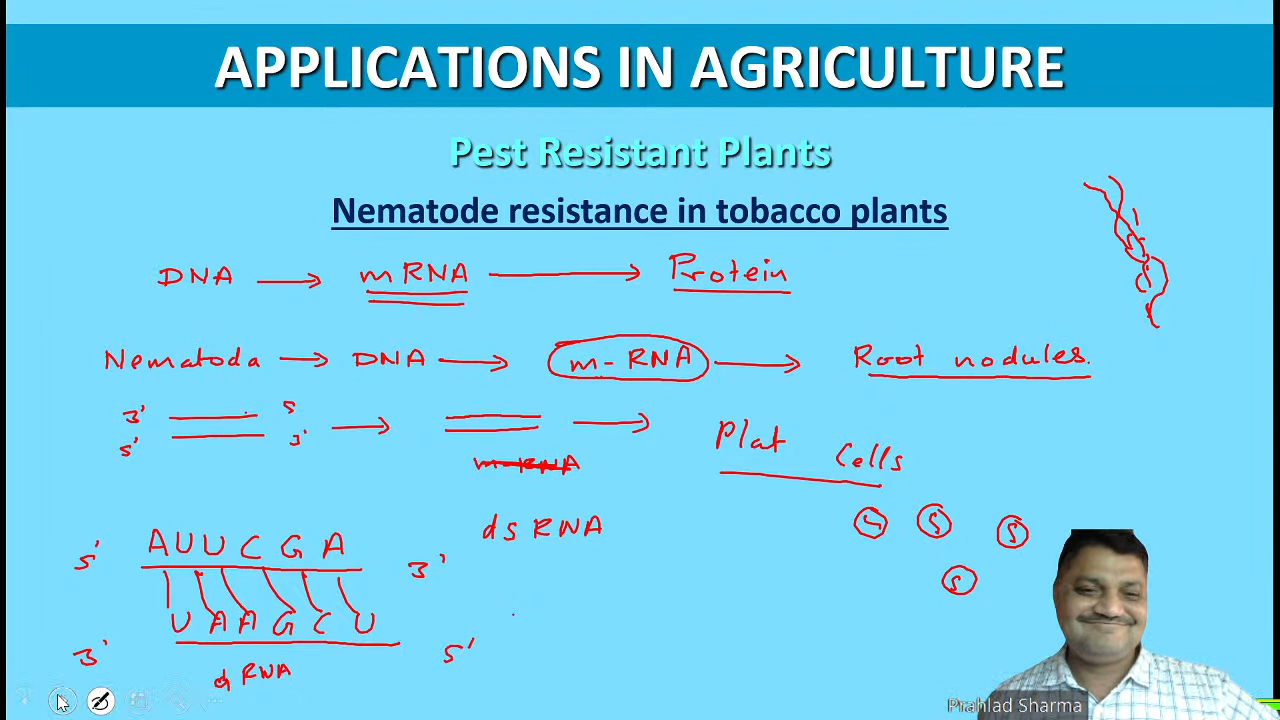 APPLICATIONS IN AGRICULTURE
Pest Resistant Plants
Nematode resistance in tobacco plants
DNA → mRNA → Protein
Nematoda → DNA → m-RNA → Root nodules.
3' 5
5' 3'
Plat Cells
ds RNA
S S S
S
5' AUUCGA 3'
UAAGCU
3' 5'
RNA
Prahlad Sharma